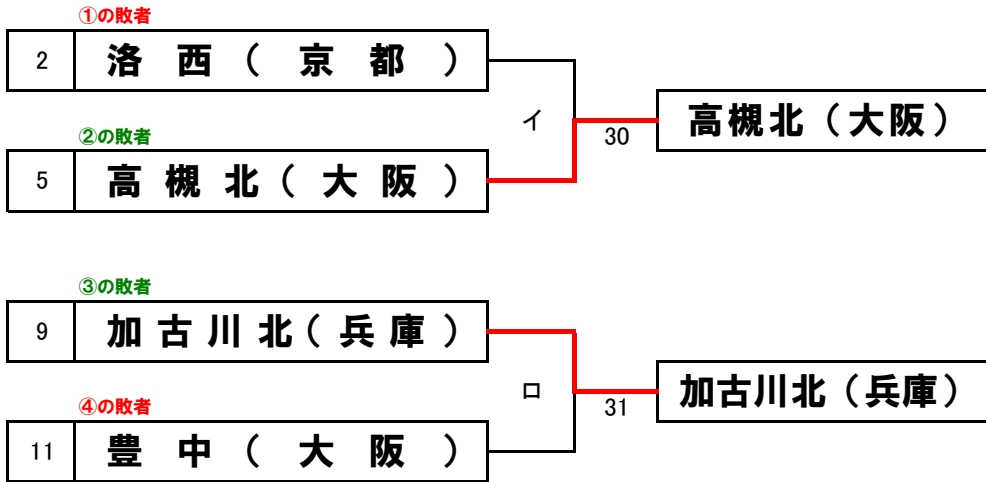 ①の敗者
2 洛西(京都)
イ 30 高槻北(大阪)
②の敗者
5 高槻北(大阪)
③の敗者
9 加古川北(兵庫)
ロ 31 加古川北(兵庫)
④の敗者
11 豊中(大阪)